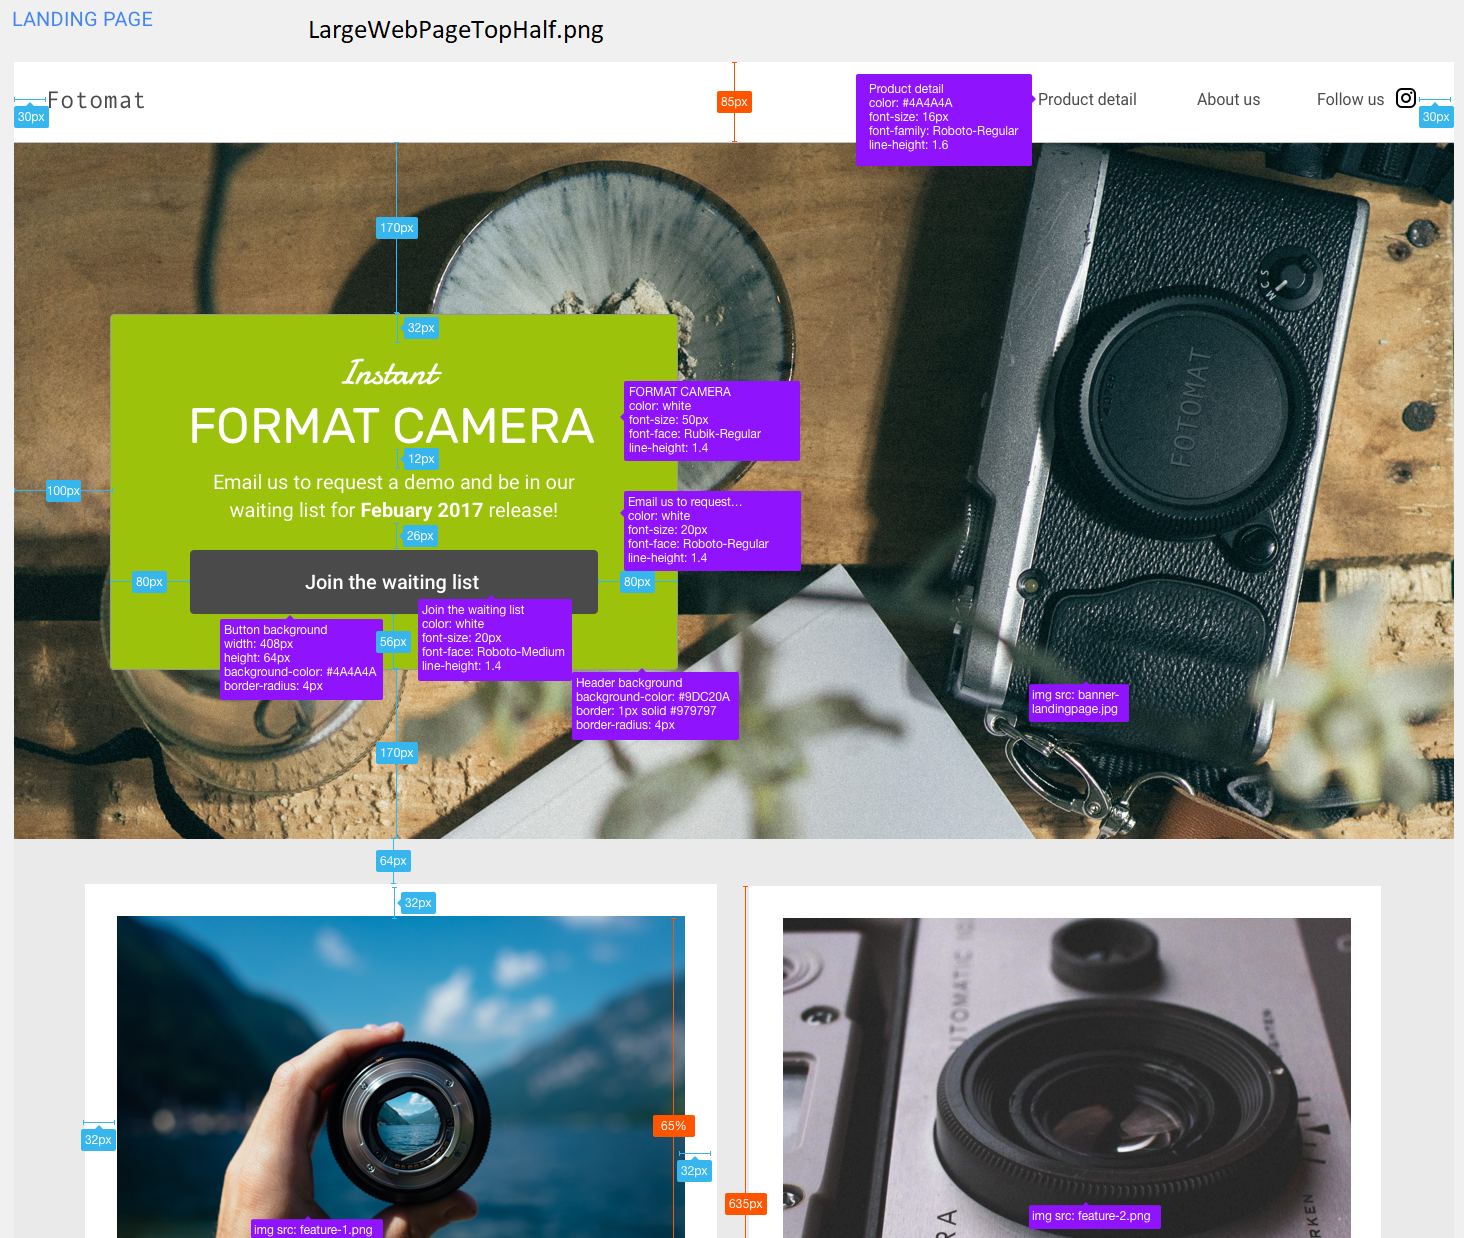 LANDING PAGE
LargeWebPageTopHalf.png
Fotomat
30px
85px
Product detail
color: #4A4A4A
font-size: 16px
font-family: Roboto-Regular
line-height: 1.6
Product detail
About us
Follow us
30px
170px
32px
Instant
FORMAT CAMERA
12px
Email us to request a demo and be in our
waiting list for Febuary 2017 release!
26px
100px
80px
Join the waiting list
80px
FORMAT CAMERA
color: white
font-size: 50px
font-face: Rubik-Regular
line-height: 1.4
Email us to request...
color: white
font-size: 20px
font-face: Roboto-Regular
line-height: 1.4
Button background
width: 408px
height: 64px
background-color: #4A4A4A
border-radius: 4px
56px
Join the waiting list
color: white
font-size: 20px
font-face: Roboto-Medium
line-height: 1.4
Header background
background-color: #9DC20A
border: 1px solid #979797
border-radius: 4px
MCS
FOTOMAT
img src: banner-
landingpage.jpg
170px
64px
32px
32px
65%
32px
635px
img src: feature-1.png
img src: feature-2.png
AUTOMATIC